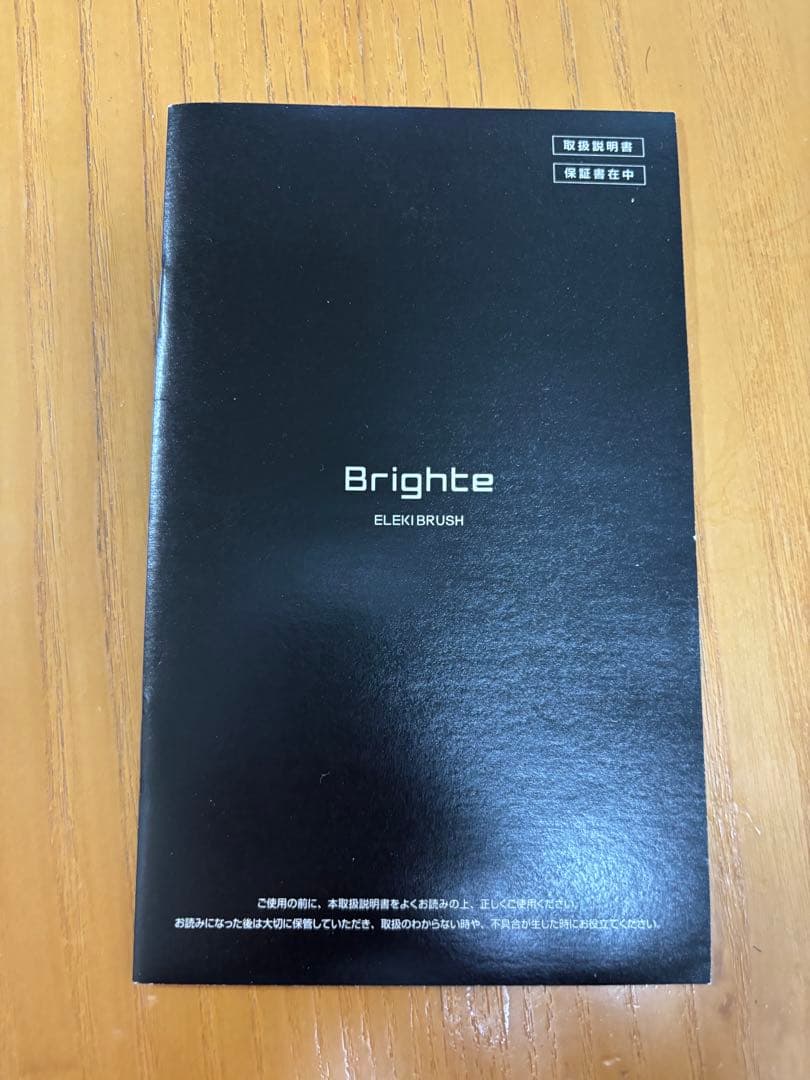 取扱説明書
保証書在中
Brighte
ELEKI BRUSH
ご使用の前に、本取扱説明書をよくお読みの上、正しくご使用ください。
お読みになった後は大切に保管していただき、取扱のわからない時や、不具合が生じた時にお役立てください。